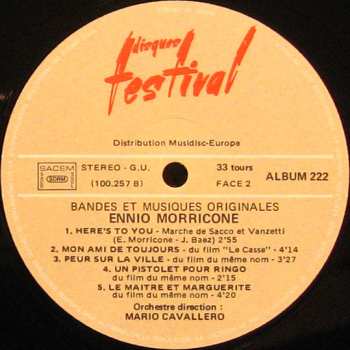 disques
festival
Distribution Musidisc-Europe
SACEM
SDRM
STEREO - G.U.
(100.257 B)
33 tours
FACE 2
ALBUM 222
BANDES ET MUSIQUES ORIGINALES
ENNIO MORRICONE
1. HERE'S TO YOU - Marche de Sacco et Vanzetti
(E. Morricone - J. Baez) 2'55
2. MON AMI DE TOUJOURS - du film "Le Casse" - 4'14
3. PEUR SUR LA VILLE - du film du même nom - 3'27
4. UN PISTOLET POUR RINGO
du film du même nom - 2'15
5. LE MAITRE ET MARGUERITE
du film du même nom - 4'20
Orchestre direction :
MARIO CAVALLERO